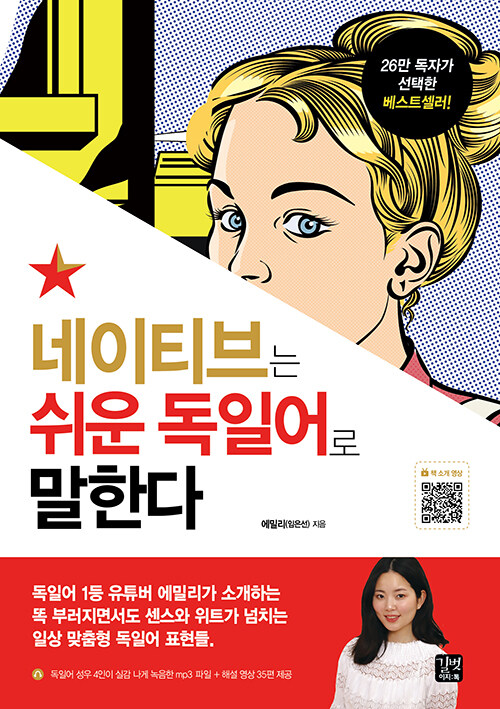 26만 독자가
선택한
베스트셀러!
네이티브는
쉬운 독일어로
말한다
책 소개 영상
에밀리(임은선) 지음
독일어 1등 유튜버 에밀리가 소개하는
똑 부러지면서도 센스와 위트가 넘치는
일상 맞춤형 독일어 표현들.
독일어 성우 4인이 실감 나게 녹음한 mp3 파일 + 해설 영상 35편 제공
길벗
이지:톡